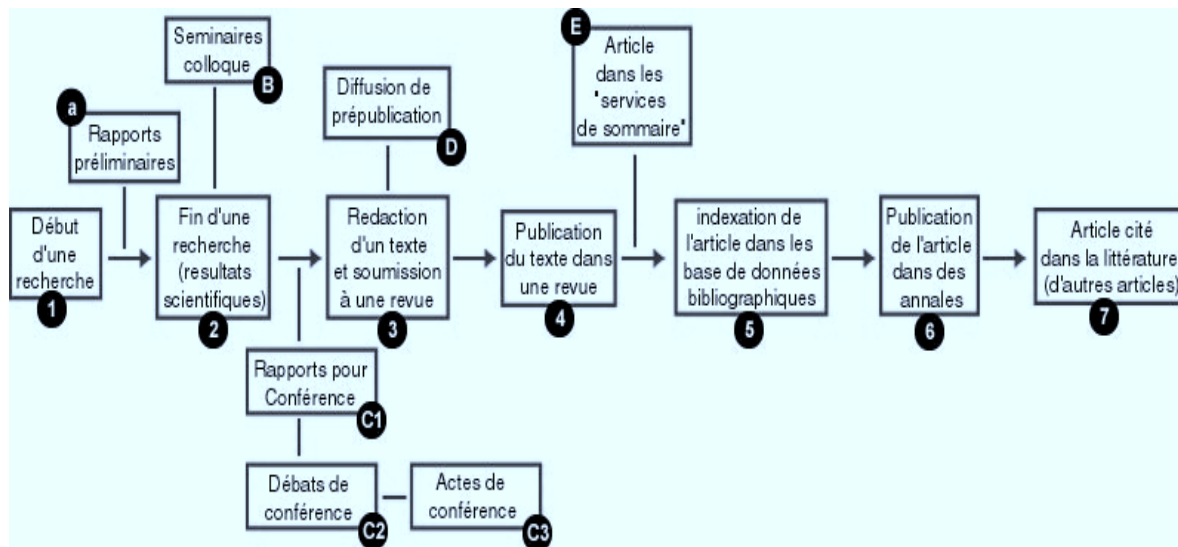 Seminaires
colloque
B
E
Article
dans les
"services
de sommaire"
Diffusion de
prépublication
D
a
Rapports
préliminaires
Début
d'une
recherche
1
Fin d'une
recherche
(resultats
scientifiques)
2
Redaction
d'un texte
et soumission
à une revue
3
Publication
du texte dans
une revue
4
indexation de
l'article dans les
base de données
bibliographiques
5
Publication
de l'article
dans des
annales
6
Article cité
dans la littérature
(d'autres articles)
7
Rapports pour
Conférence
C1
Débats de
conférence
C2
Actes de
conférence
C3